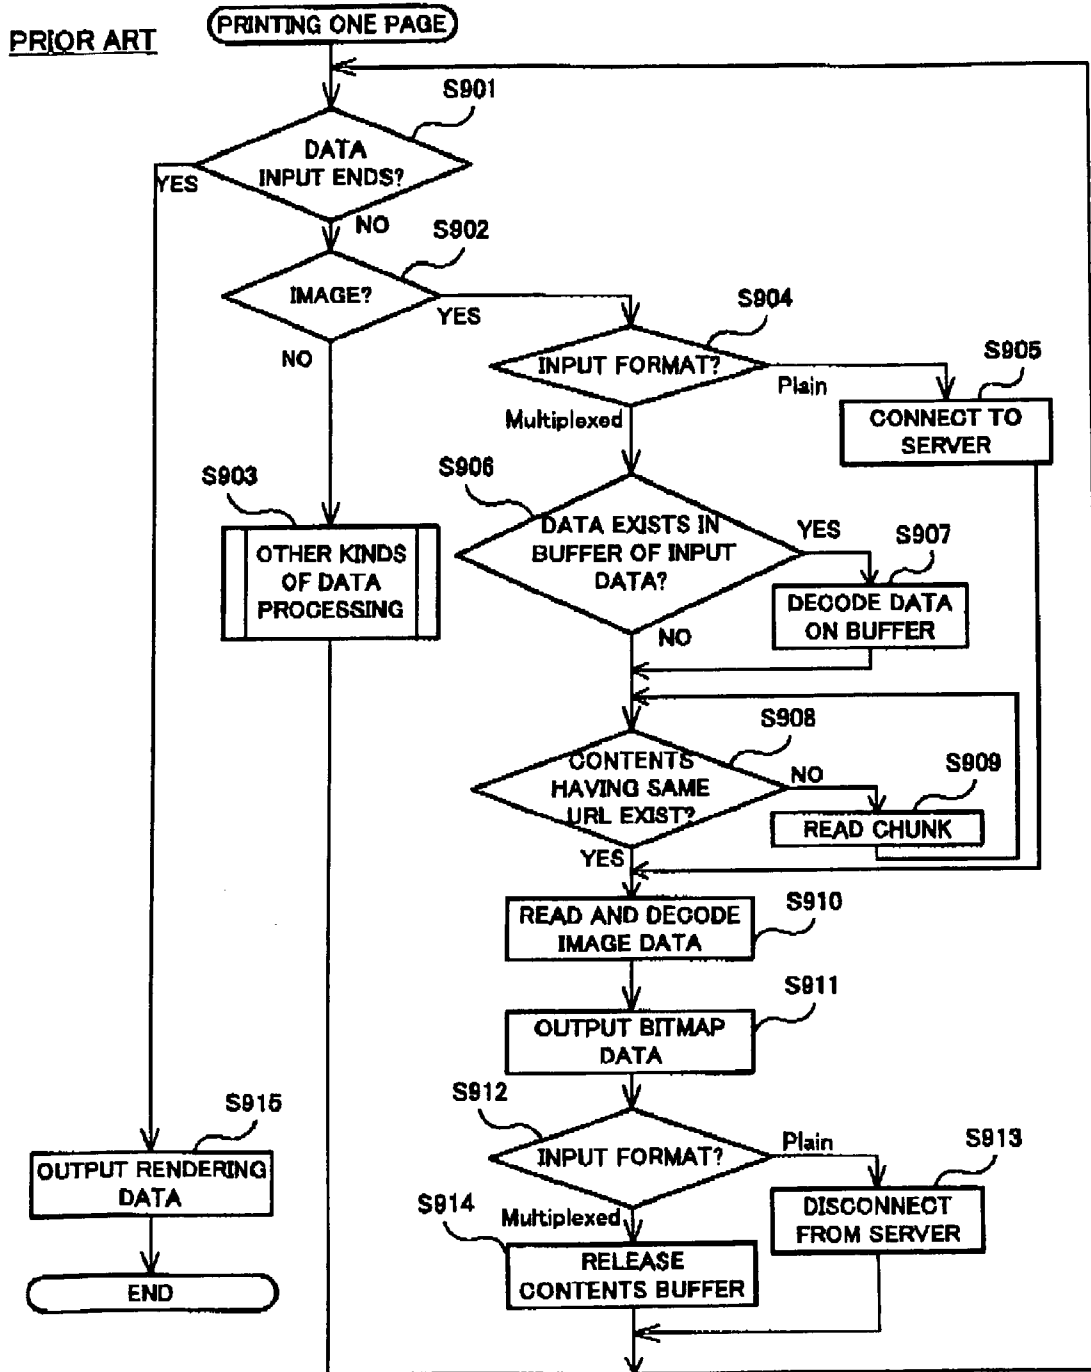 PRIOR ART
PRINTING ONE PAGE
S901
DATA
INPUT ENDS?
YES
NO
S902
IMAGE?
YES
NO
S904
INPUT FORMAT?
Plain
Multiplexed
S905
CONNECT TO
SERVER
S903
OTHER KINDS
OF DATA
PROCESSING
S906
DATA EXISTS IN
BUFFER OF INPUT
DATA?
YES
NO
S907
DECODE DATA
ON BUFFER
S908
CONTENTS
HAVING SAME
URL EXIST?
NO
YES
S909
READ CHUNK
S910
READ AND DECODE
IMAGE DATA
S911
OUTPUT BITMAP
DATA
S912
INPUT FORMAT?
Plain
Multiplexed
S913
DISCONNECT
FROM SERVER
S914
RELEASE
CONTENTS BUFFER
S915
OUTPUT RENDERING
DATA
END